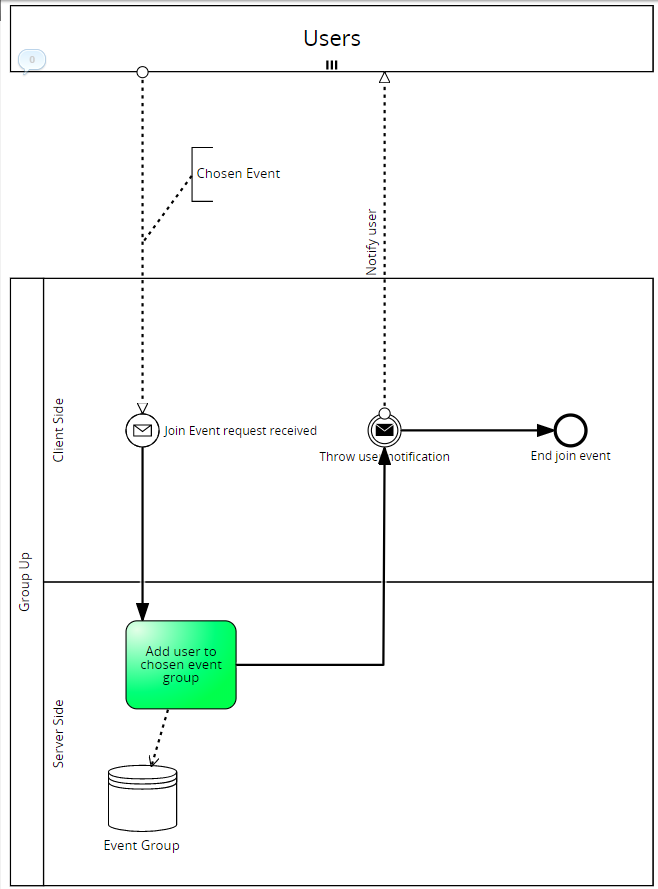 Users
0
Chosen Event
Notify user
Group Up
Client Side
Join Event request received
Throw user notification
End join event
Server Side
Add user to
chosen event
group
Event Group